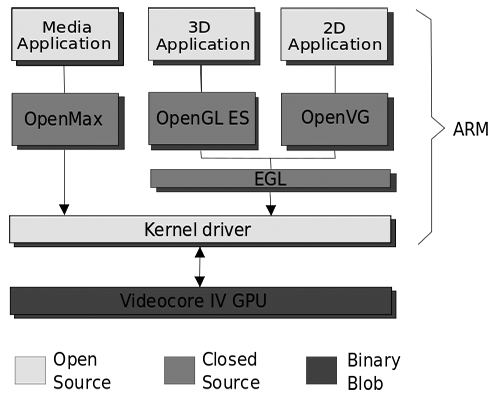 Media
Application
3D
Application
2D
Application
OpenMax
OpenGL ES
OpenVG
EGL
ARM
Kernel driver
Videocore IV GPU
Open
Source
Closed
Source
Binary
Blob